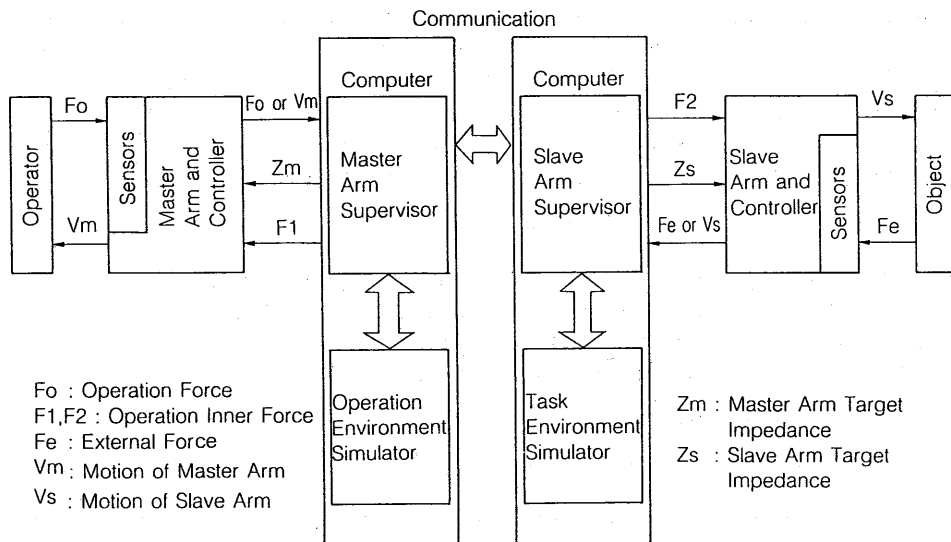 Communication
Computer
Computer
Operator
Fo
Vm
Sensors
Master
Arm and
Controller
Fo or Vm
Zm
F1
Master
Arm
Supervisor
Slave
Arm
Supervisor
F2
Zs
Fe or Vs
Slave
Arm and
Controller
Sensors
Vs
Fe
Object
Operation
Environment
Simulator
Task
Environment
Simulator
Fo : Operation Force
F1,F2 : Operation Inner Force
Fe : External Force
Vm : Motion of Master Arm
Vs : Motion of Slave Arm
Zm : Master Arm Target
Impedance
Zs : Slave Arm Target
Impedance